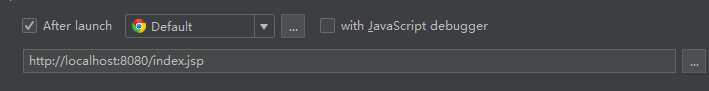 After launch Default ... with JavaScript debugger
http://localhost:8080/index.jsp ...